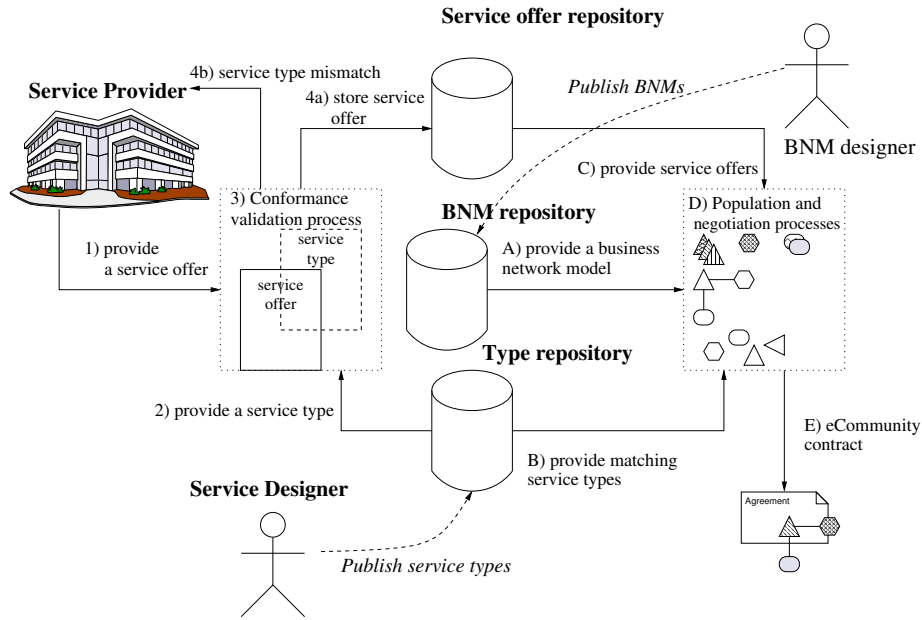 Service offer repository
4b) service type mismatch
Service Provider
4a) store service
offer
Publish BNMs
BNM designer
C) provide service offers
3) Conformance
validation process
service
type
service
offer
1) provide
a service offer
BNM repository
A) provide a business
network model
D) Population and
negotiation processes
Type repository
2) provide a service type
B) provide matching
service types
E) eCommunity
contract
Service Designer
Publish service types
Agreement